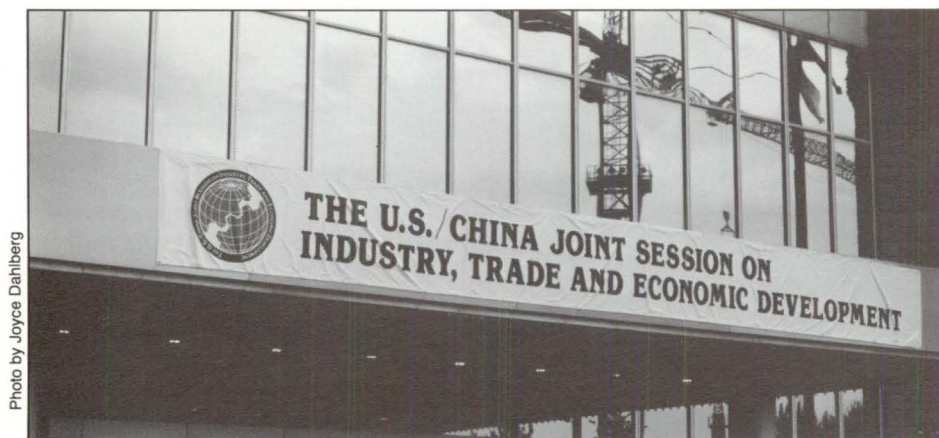 THE U.S./CHINA JOINT SESSION ON
INDUSTRY, TRADE AND ECONOMIC DEVELOPMENT
Photo by Joyce Dahlberg